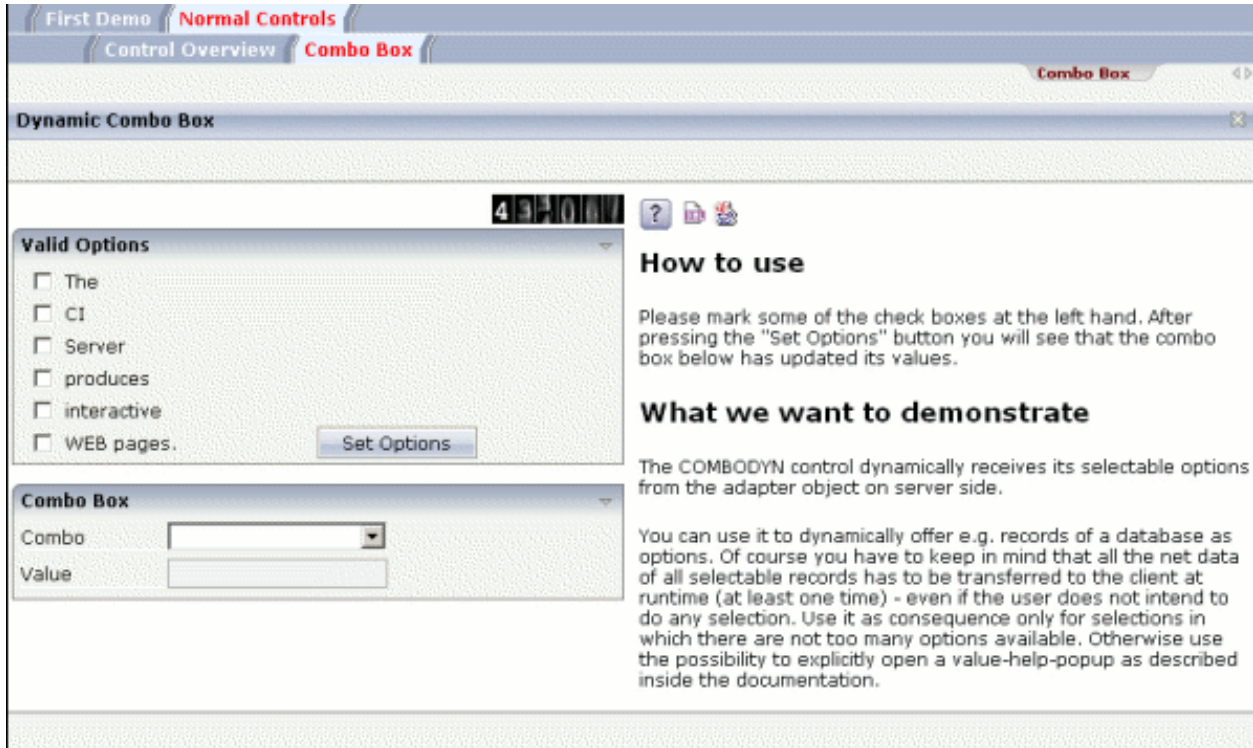 First Demo Normal Controls
Control Overview Combo Box
Combo Box
Dynamic Combo Box
Valid Options
The
CI
Server
produces
interactive
WEB pages.
Set Options
Combo Box
Combo
Value
?
How to use
Please mark some of the check boxes at the left hand. After
pressing the "Set Options" button you will see that the combo
box below has updated its values.
What we want to demonstrate
The COMBODYN control dynamically receives its selectable options
from the adapter object on server side.
You can use it to dynamically offer e.g. records of a database as
options. Of course you have to keep in mind that all the net data
of all selectable records has to be transferred to the client at
runtime (at least one time) - even if the user does not intend to
do any selection. Use it as consequence only for selections in
which there are not too many options available. Otherwise use
the possibility to explicitly open a value-help-popup as described
inside the documentation.